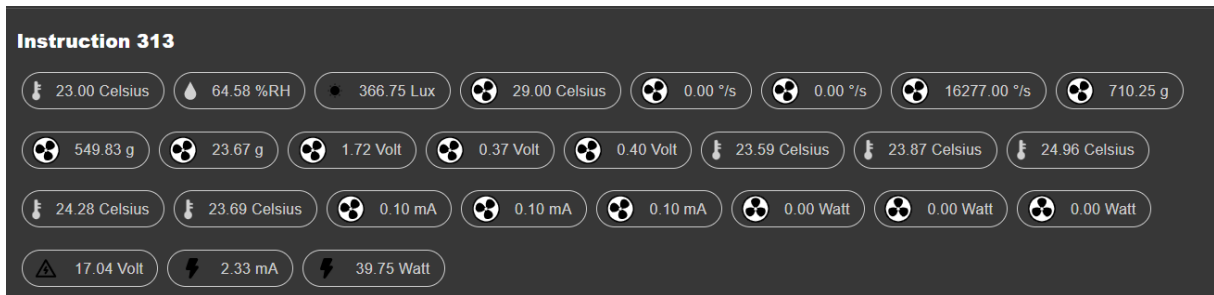 Instruction 313
23.00 Celsius 64.58 %RH 366.75 Lux 29.00 Celsius 0.00 °/s 0.00 °/s 16277.00 °/s 710.25 g
549.83 g 23.67 g 1.72 Volt 0.37 Volt 0.40 Volt 23.59 Celsius 23.87 Celsius 24.96 Celsius
24.28 Celsius 23.69 Celsius 0.10 mA 0.10 mA 0.10 mA 0.00 Watt 0.00 Watt 0.00 Watt
17.04 Volt 2.33 mA 39.75 Watt